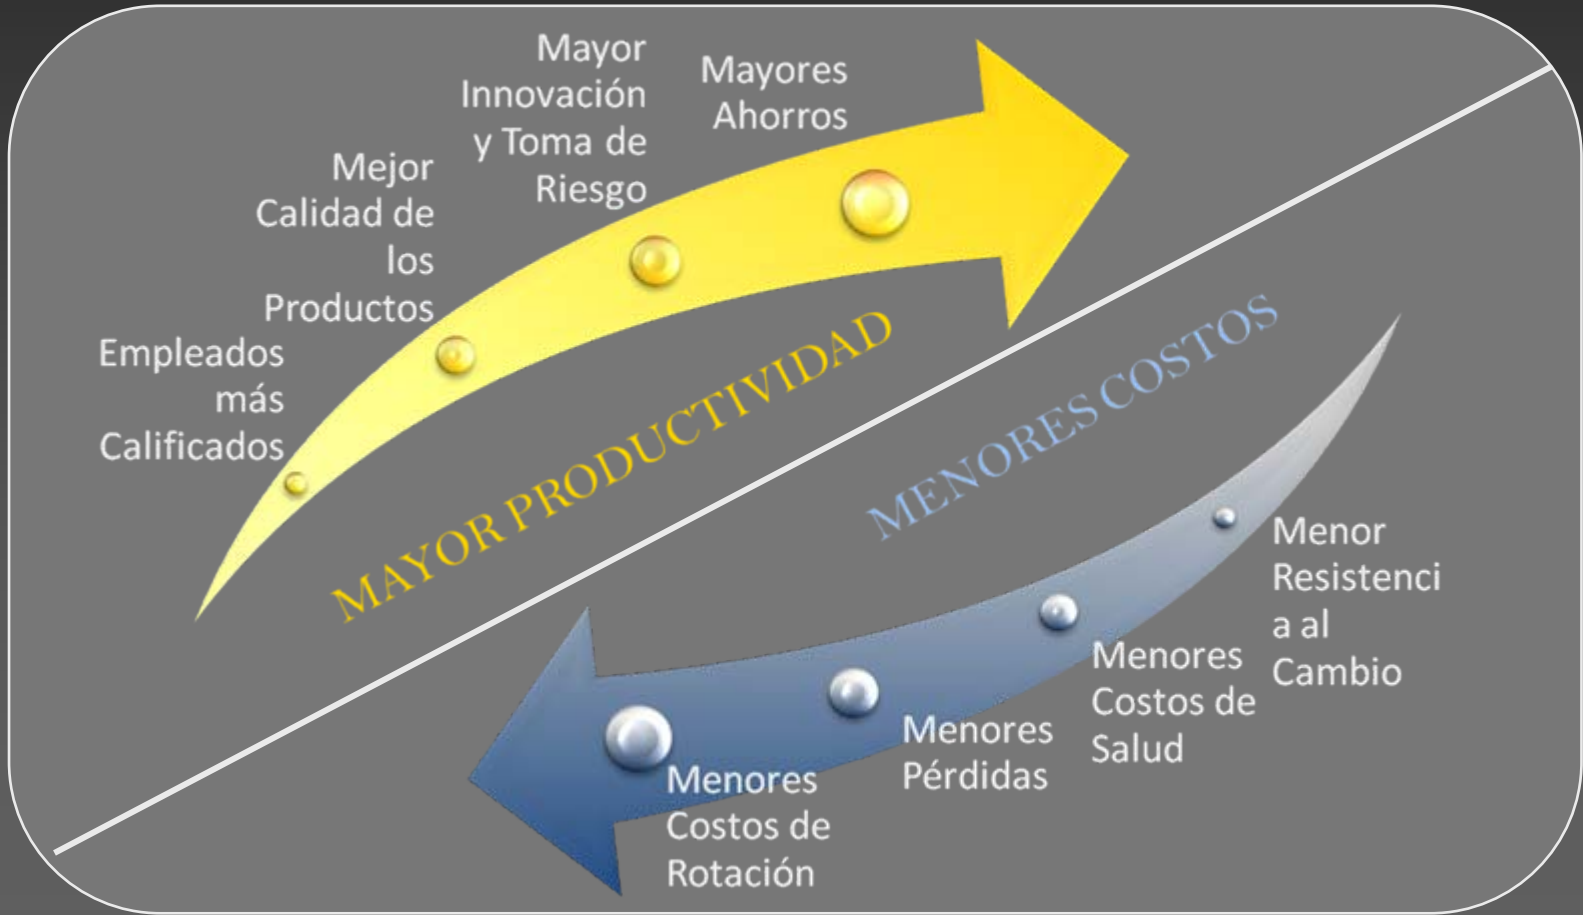 Mayor
Innovación
y Toma de
Riesgo
Mayores
Ahorros
Mejor
Calidad de
los
Productos
Empleados
más
Calificados
MAYOR PRODUCTIVIDAD
MENORES COSTOS
Menor
Resistenci
a al
Cambio
Menores
Costos de
Salud
Menores
Pérdidas
Menores
Costos de
Rotación